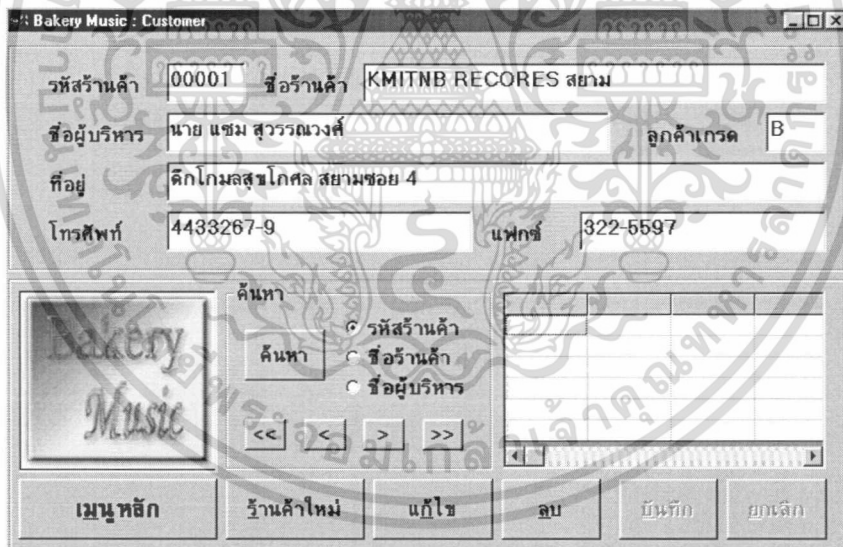 Bakery Music : Customer
รหัสร้านค้า 00001 ชื่อร้านค้า KMITNB RECORES สยาม
ชื่อผู้บริหาร นาย แซม สุวรรณวงศ์ ลูกค้าเกรด B
ที่อยู่ ตึกโกมลสุขโกศล สยามซอย 4
โทรศัพท์ 4433267-9 แฟกซ์ 322-5597
Bakery
Music
ค้นหา
ค้นหา
รหัสร้านค้า
ชื่อร้านค้า
ชื่อผู้บริหาร
<< < > >>
เมนูหลัก ร้านค้าใหม่ แก้ไข ลบ บันทึก ยกเลิก